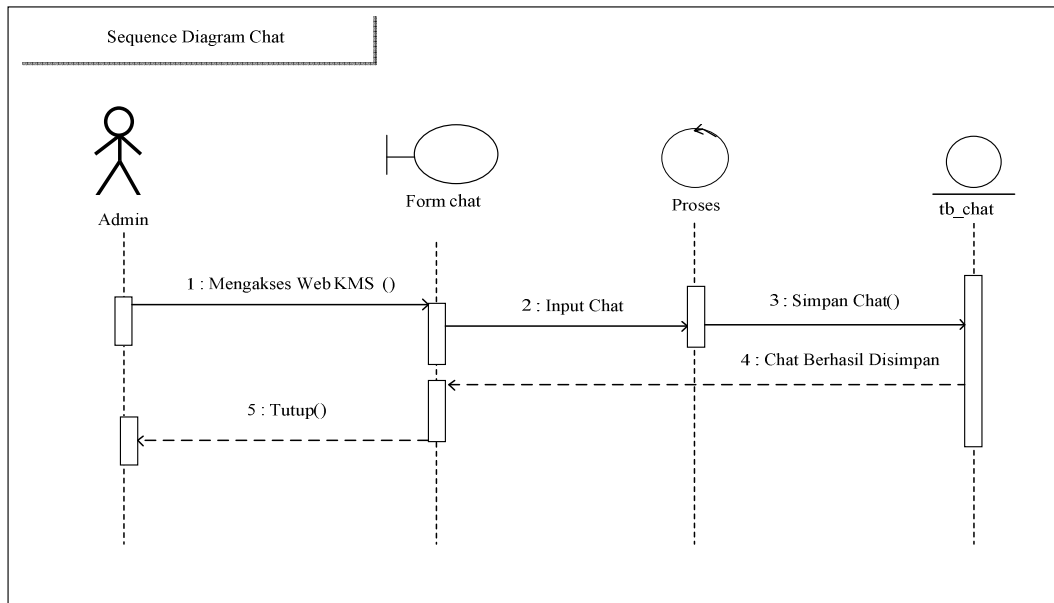 Sequence Diagram Chat
Admin
Form chat
Proses
tb_chat
1 : Mengakses Web KMS ()
2 : Input Chat
3 : Simpan Chat()
4 : Chat Berhasil Disimpan
5 : Tutup()